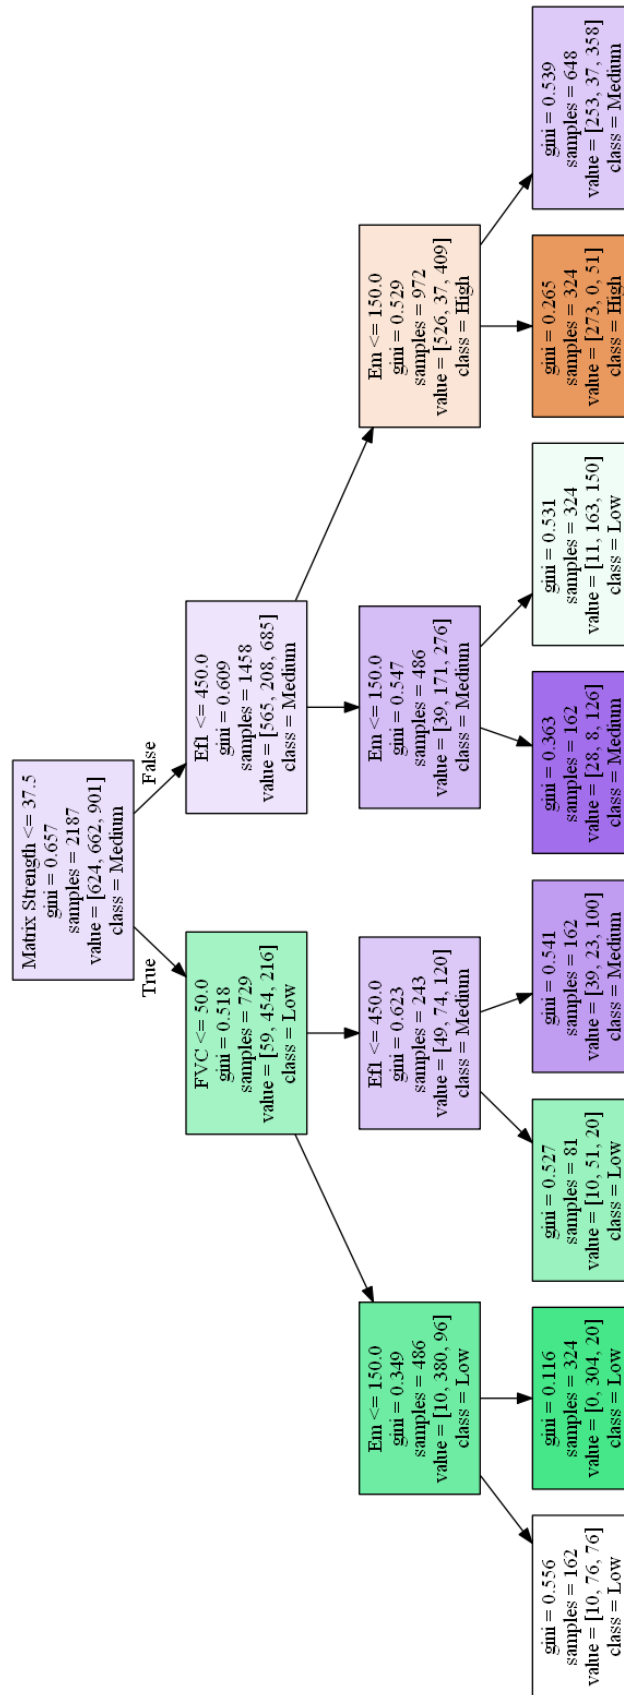 Matrix Strength <= 37.5
gini = 0.657
samples = 2187
value = [624, 662, 901]
class = Medium
True
False
FVC <= 50.0
gini = 0.518
samples = 729
value = [59, 454, 216]
class = Low
Ef1 <= 450.0
gini = 0.609
samples = 1458
value = [565, 208, 685]
class = Medium
Em <= 150.0
gini = 0.349
samples = 486
value = [10, 380, 96]
class = Low
Ef1 <= 450.0
gini = 0.623
samples = 243
value = [49, 74, 120]
class = Medium
Em <= 150.0
gini = 0.547
samples = 486
value = [39, 171, 276]
class = Medium
Em <= 150.0
gini = 0.529
samples = 972
value = [526, 37, 409]
class = High
gini = 0.556
samples = 162
value = [10, 76, 76]
class = Low
gini = 0.116
samples = 324
value = [0, 304, 20]
class = Low
gini = 0.527
samples = 81
value = [10, 51, 20]
class = Low
gini = 0.541
samples = 162
value = [39, 23, 100]
class = Medium
gini = 0.363
samples = 162
value = [28, 8, 126]
class = Medium
gini = 0.531
samples = 324
value = [11, 163, 150]
class = Low
gini = 0.265
samples = 324
value = [273, 0, 51]
class = High
gini = 0.539
samples = 648
value = [253, 37, 358]
class = Medium